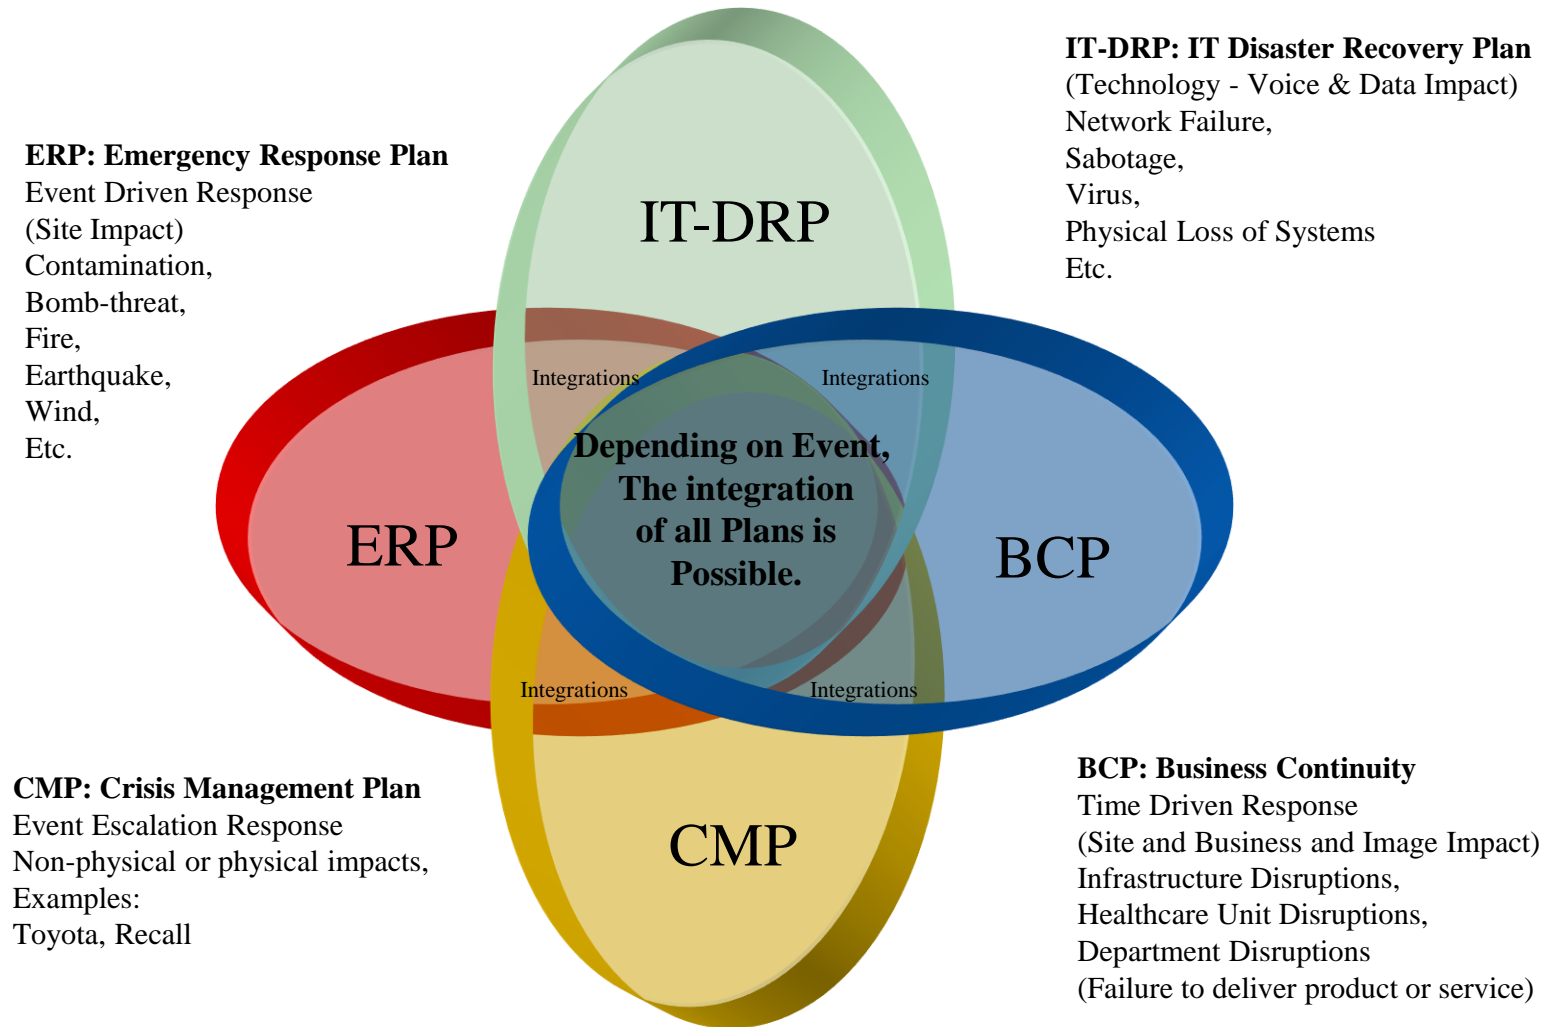 IT-DRP: IT Disaster Recovery Plan
(Technology - Voice & Data Impact)
Network Failure,
Sabotage,
Virus,
Physical Loss of Systems
Etc.
ERP: Emergency Response Plan
Event Driven Response
(Site Impact)
Contamination,
Bomb-threat,
Fire,
Earthquake,
Wind,
Etc.
IT-DRP
Integrations
Integrations
Depending on Event,
The integration
of all Plans is
Possible.
ERP
BCP
Integrations
Integrations
CMP
CMP: Crisis Management Plan
Event Escalation Response
Non-physical or physical impacts,
Examples:
Toyota, Recall
BCP: Business Continuity
Time Driven Response
(Site and Business and Image Impact)
Infrastructure Disruptions,
Healthcare Unit Disruptions,
Department Disruptions
(Failure to deliver product or service)